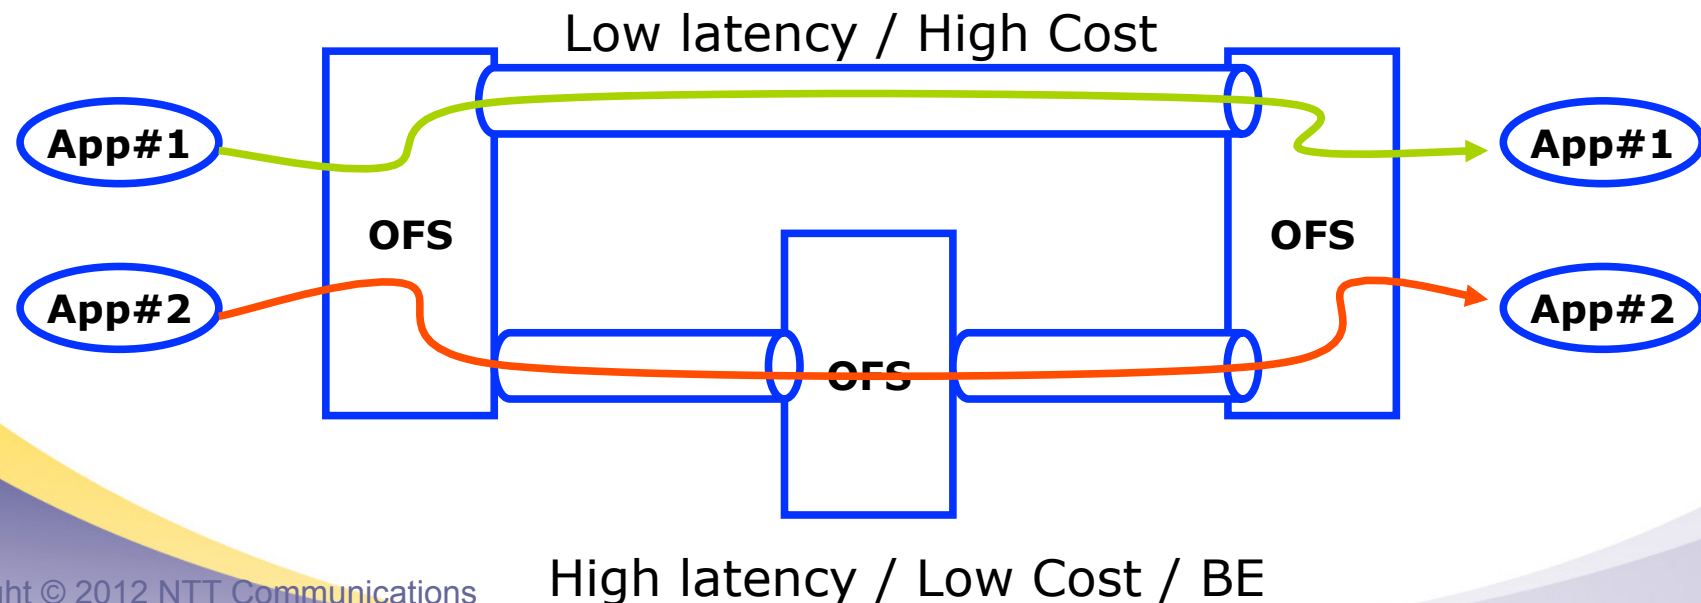 Low latency / High Cost
App#1
App#1
OFS
OFS
App#2
App#2
OFS
High latency / Low Cost / BE
ht © 2012 NTT Communications